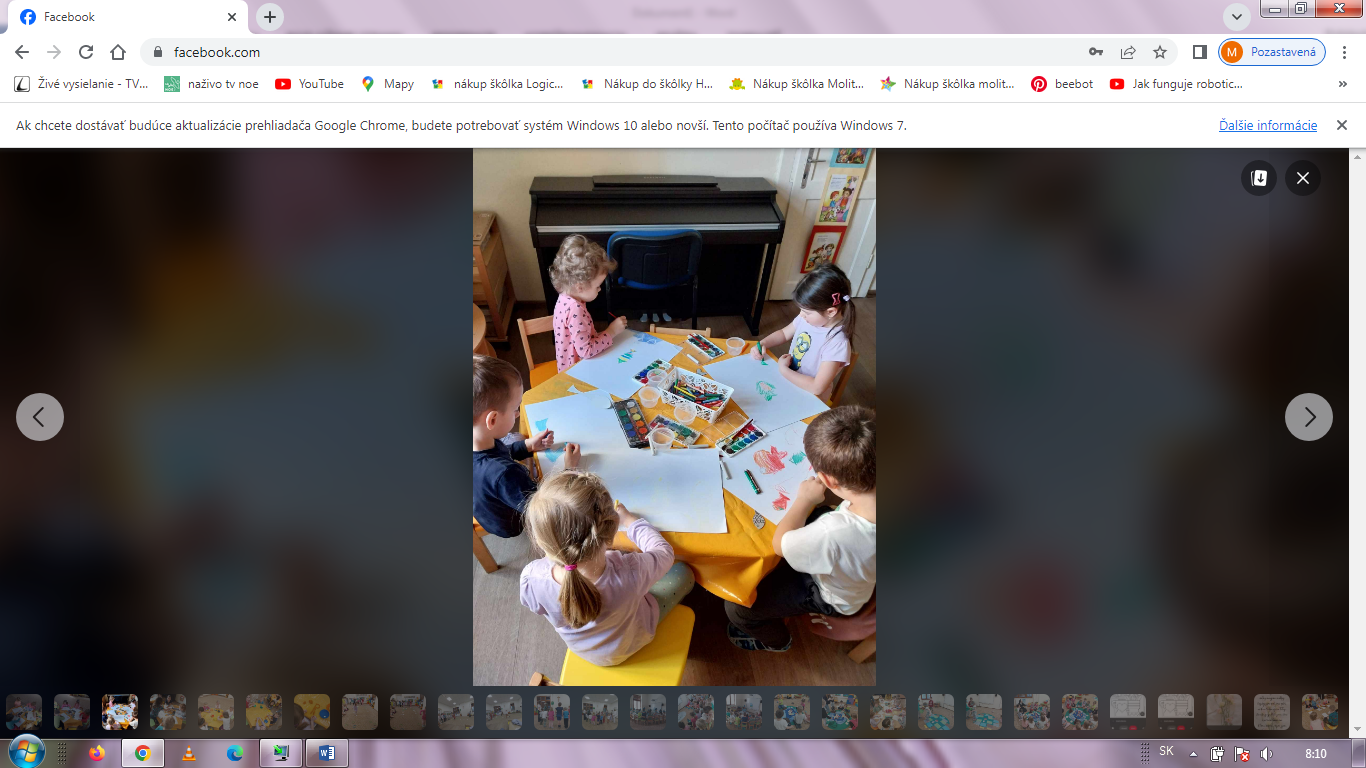 Facebook
facebook.com
Pozastavená
Živé vysielanie - TV...
naživo tv noe
YouTube
Mapy
nákup škôlka Logic...
Nákup do škôlky H...
Nákup škôlka Molit...
Nákup škôlka molit...
beebot
Jak funguje robotic...
Ak chcete dostávať budúce aktualizácie prehliadača Google Chrome, budete potrebovať systém Windows 10 alebo novší. Tento počítač používa Windows 7.
Ďalšie informácie
SK
8:10